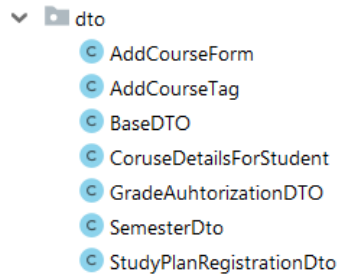 dto
C AddCourseForm
C AddCourseTag
C BaseDTO
C CoruseDetailsForStudent
C GradeAuhtorizationDTO
C SemesterDto
C StudyPlanRegistrationDto